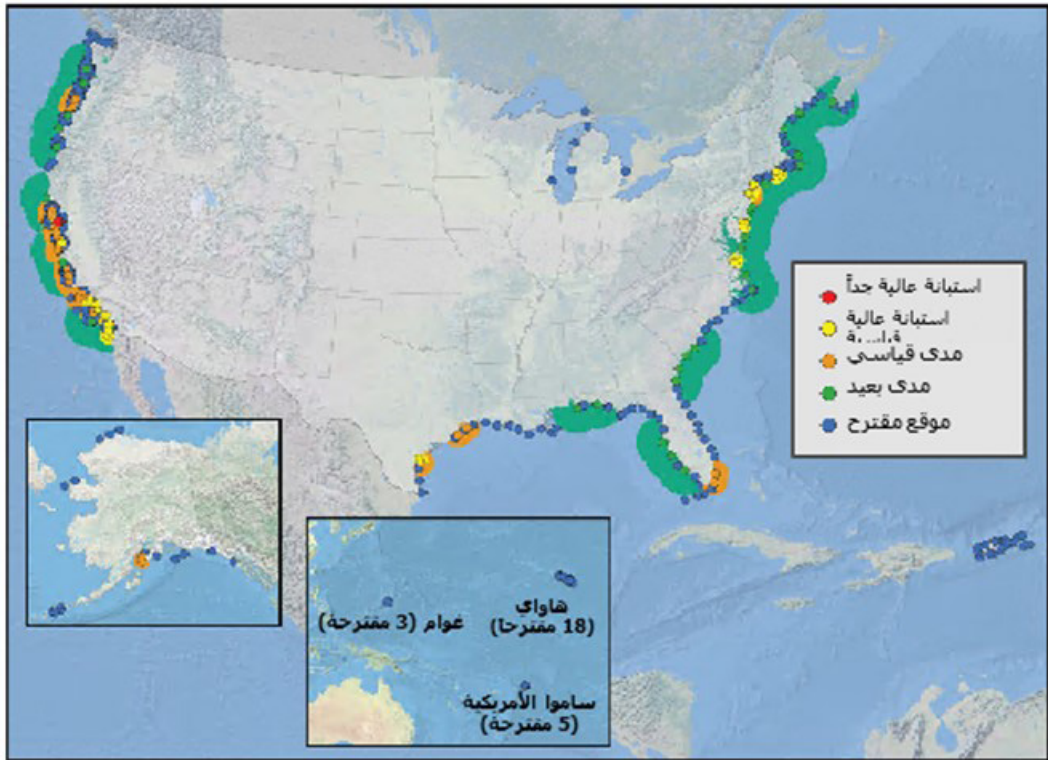 استبانة عالية جداً
استبانة عالية
مدى قياسي
مدى بعيد
موقع مقترح
هاواي
(18 مقترحاً)
غوام (3 مقترحة)
ساموا الأمريكية
(5 مقترحة)